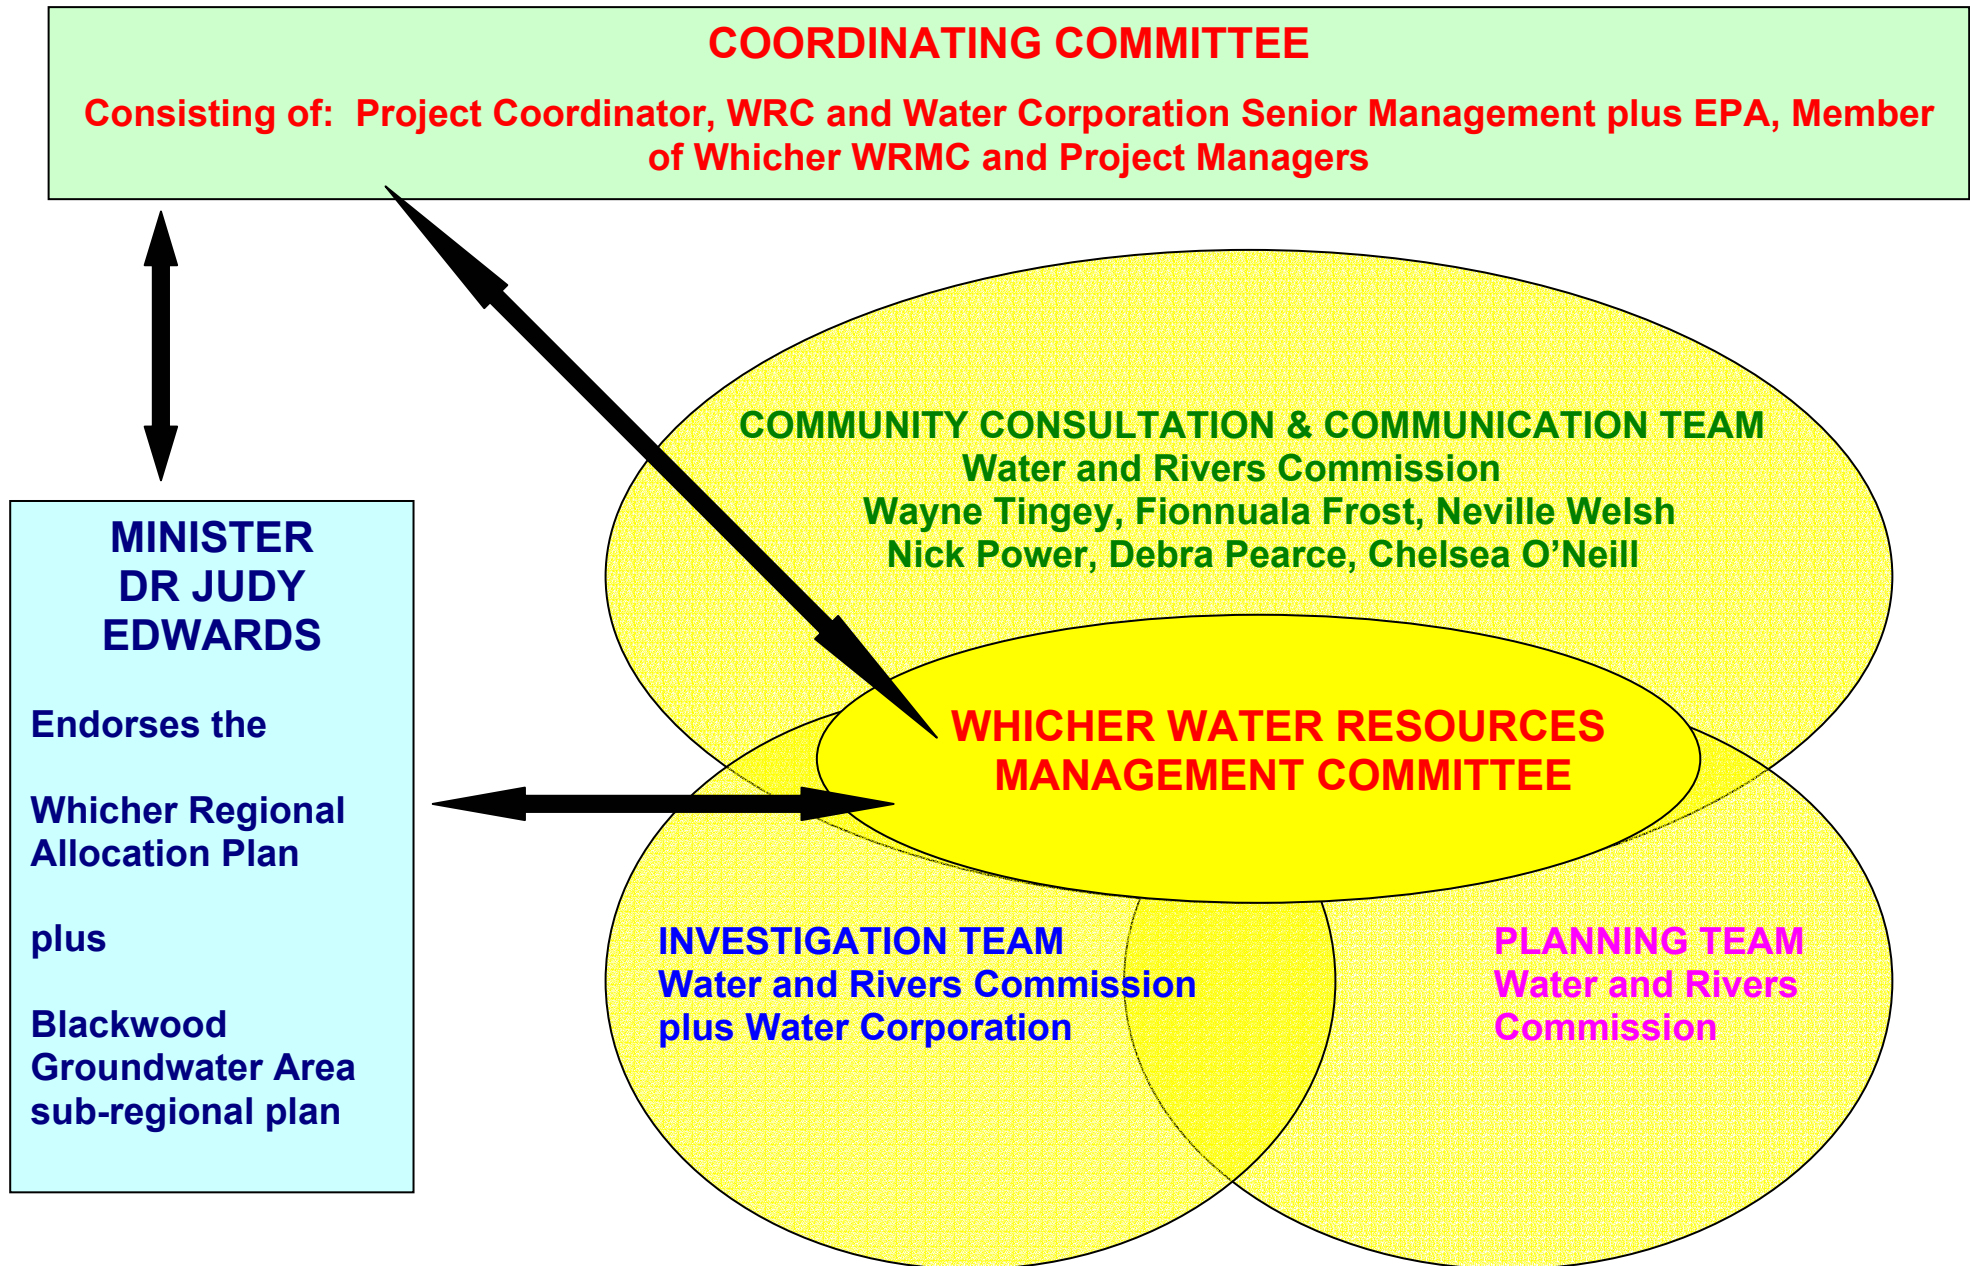 COORDINATING COMMITTEE
Consisting of: Project Coordinator, WRC and Water Corporation Senior Management plus EPA, Member
of Whicher WRMC and Project Managers
COMMUNITY CONSULTATION & COMMUNICATION TEAM
Water and Rivers Commission
Wayne Tingey, Fionnuala Frost, Neville Welsh
Nick Power, Debra Pearce, Chelsea O’Neill
MINISTER
DR JUDY
EDWARDS
Endorses the
Whicher Regional
Allocation Plan
plus
Blackwood
Groundwater Area
sub-regional plan
WHICHER WATER RESOURCES
MANAGEMENT COMMITTEE
INVESTIGATION TEAM
Water and Rivers Commission
plus Water Corporation
PLANNING TEAM
Water and Rivers
Commission